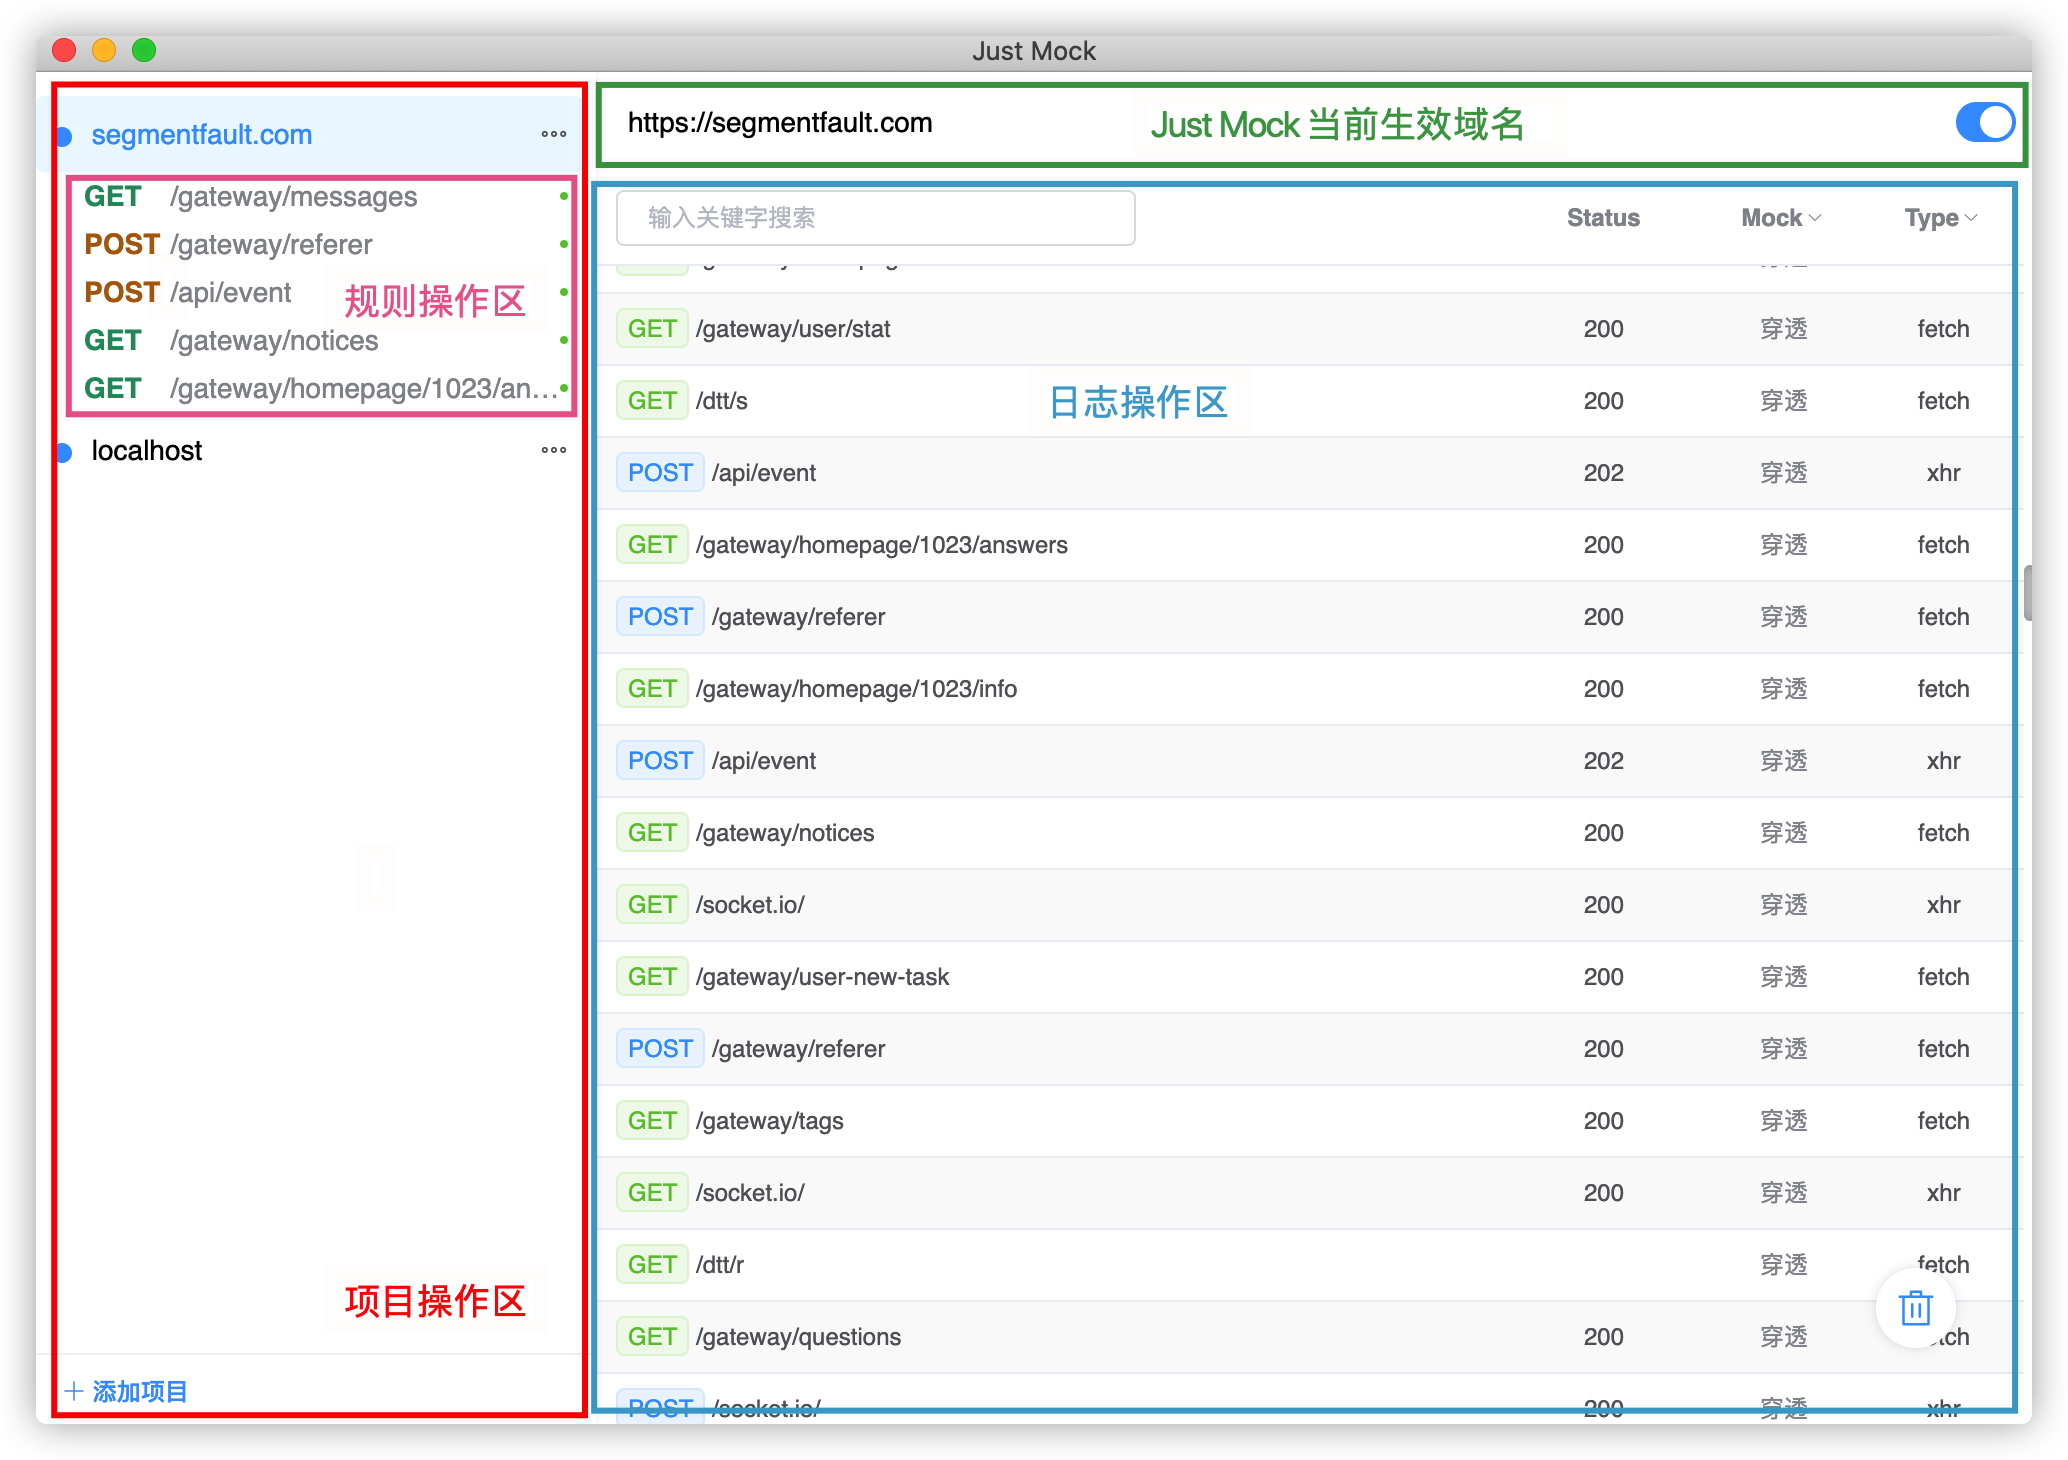 Just Mock
segmentfault.com
GET /gateway/messages
POST /gateway/referer
POST /api/event
规则操作区
GET /gateway/notices
GET /gateway/homepage/1023/an...
localhost
项目操作区
+ 添加项目
https://segmentfault.com Just Mock 当前生效域名
输入关键字搜索 Status Mock Type
GET /gateway/user/stat 200 穿透 fetch
GET /dtt/s 200 穿透 fetch
日志操作区
POST /api/event 202 穿透 xhr
GET /gateway/homepage/1023/answers 200 穿透 fetch
POST /gateway/referer 200 穿透 fetch
GET /gateway/homepage/1023/info 200 穿透 fetch
POST /api/event 202 穿透 xhr
GET /gateway/notices 200 穿透 fetch
GET /socket.io/ 200 穿透 xhr
GET /gateway/user-new-task 200 穿透 fetch
POST /gateway/referer 200 穿透 fetch
GET /gateway/tags 200 穿透 fetch
GET /socket.io/ 200 穿透 xhr
GET /dtt/r 穿透 fetch
GET /gateway/questions 200 穿透
POST /socket.io/ 200 穿透 xhr